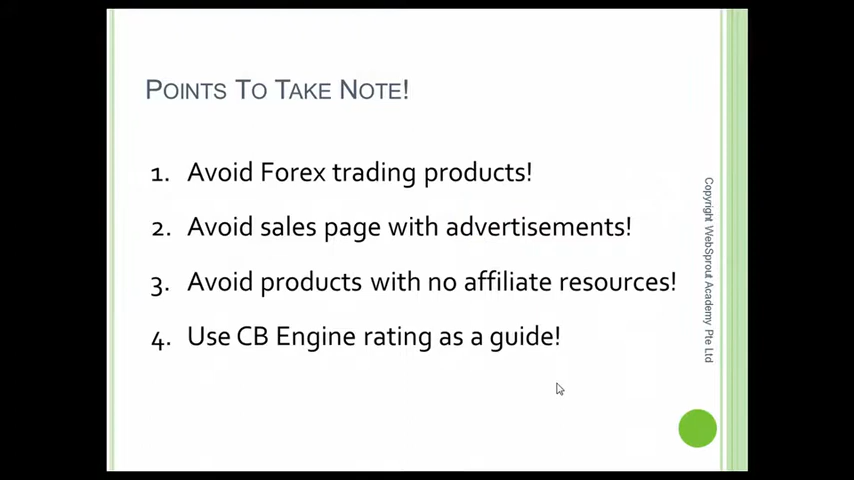 Points To Take Note!
1. Avoid Forex trading products!
2. Avoid sales page with advertisements!
3. Avoid products with no affiliate resources!
4. Use CB Engine rating as a guide!
Copyright WebSprout Academy Pte Ltd